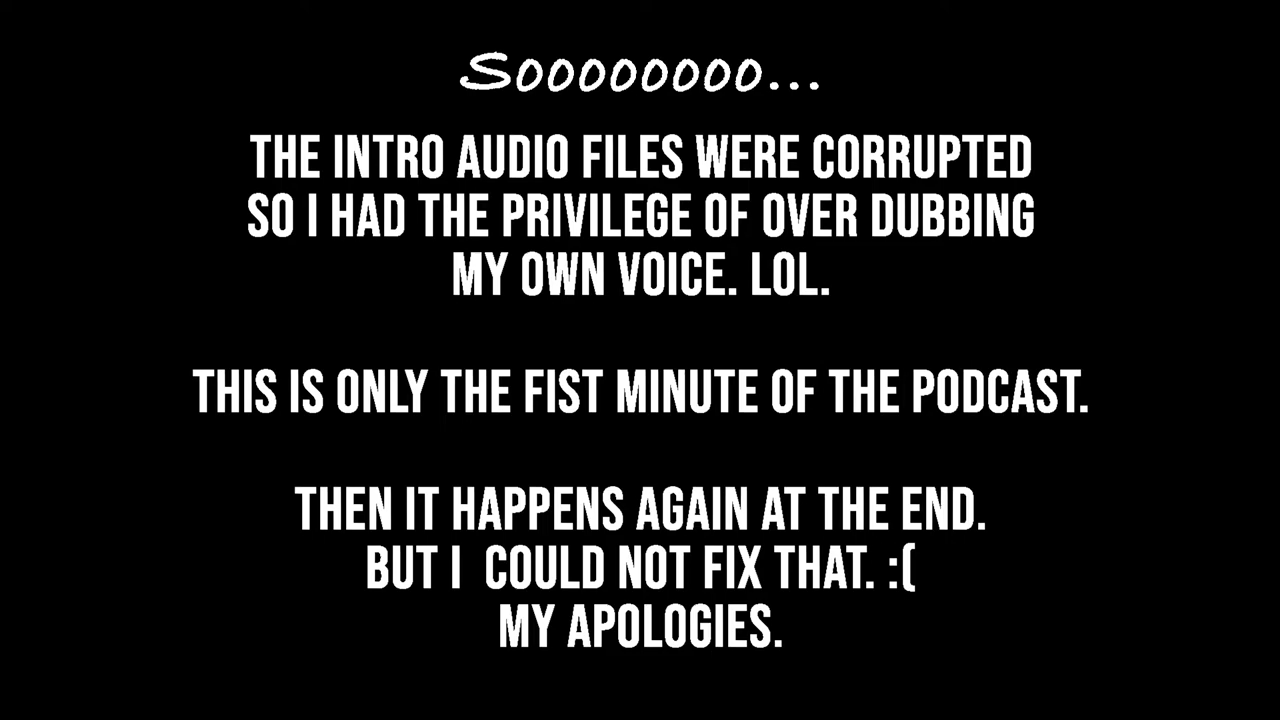 Soooooooo...
THE INTRO AUDIO FILES WERE CORRUPTED
SO I HAD THE PRIVILEGE OF OVER DUBBING
MY OWN VOICE. LOL.
THIS IS ONLY THE FIST MINUTE OF THE PODCAST.
THEN IT HAPPENS AGAIN AT THE END.
BUT I COULD NOT FIX THAT. :(
MY APOLOGIES.